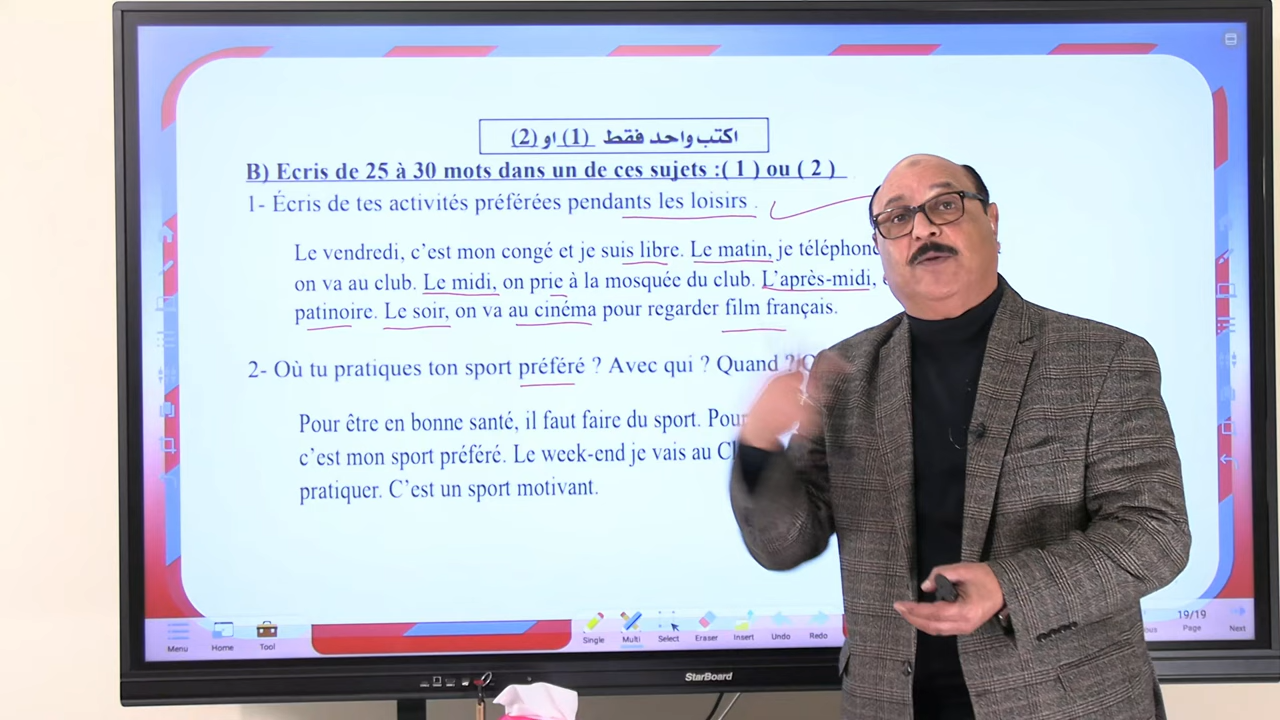 اكتب واحد فقط (1) او (2)
B) Ecris de 25 à 30 mots dans un de ces sujets :( 1 ) ou ( 2 )
1- Écris de tes activités préférées pendants les loisirs .
Le vendredi, c’est mon congé et je suis libre. Le matin, je
on va au club. Le midi, on prie à la mosquée du club. L’après-midi,
patinoire. Le soir, on va au cinéma pour regarder film français.
2- Où tu pratiques ton sport préféré ? Avec qui ? Quand ?
Pour être en bonne santé, il faut faire du sport.
c’est mon sport préféré. Le week-end je vais au
pratiquer. C’est un sport motivant.
Menu Home Tool Single Multi Select Eraser Insert Undo Redo 19/19 Page Next
StarBoard